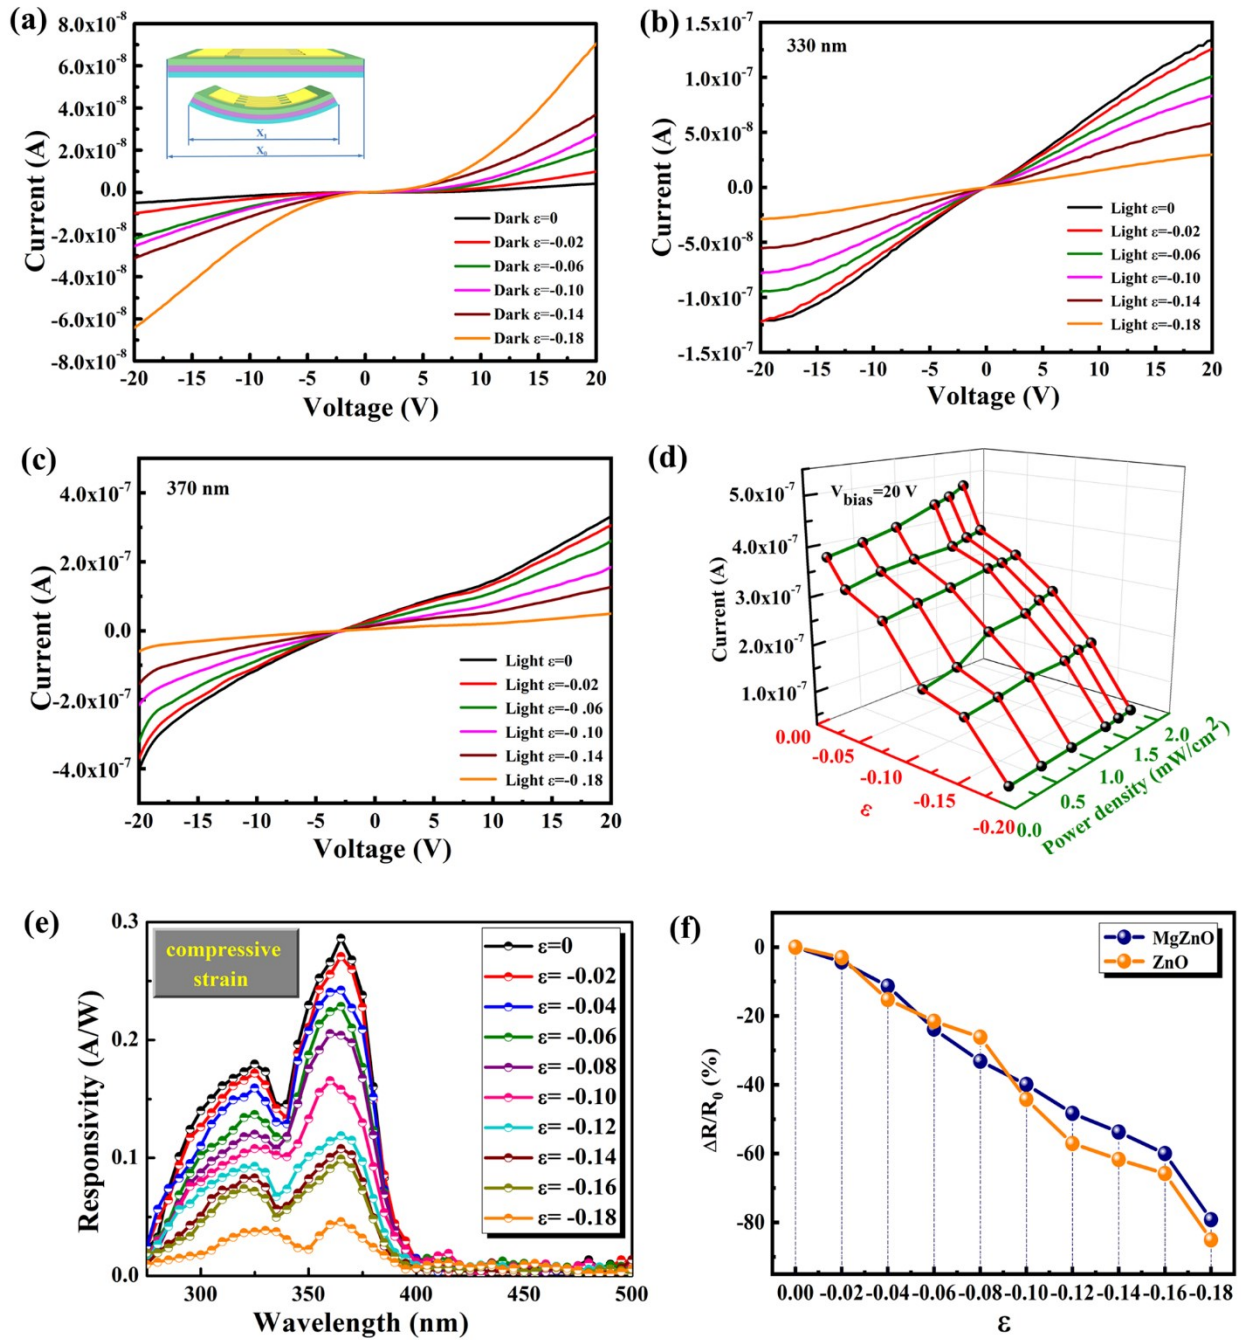 (a)
8.0x10⁻⁸
6.0x10⁻⁸
4.0x10⁻⁸
2.0x10⁻⁸
0.0
-2.0x10⁻⁸
-4.0x10⁻⁸
-6.0x10⁻⁸
-8.0x10⁻⁸
Current (A)
X₁
X₀
Dark ε=0
Dark ε=-0.02
Dark ε=-0.06
Dark ε=-0.10
Dark ε=-0.14
Dark ε=-0.18
-20 -15 -10 -5 0 5 10 15 20
Voltage (V)
(b)
1.5x10⁻⁷
1.0x10⁻⁷
5.0x10⁻⁸
0.0
-5.0x10⁻⁸
-1.0x10⁻⁷
-1.5x10⁻⁷
Current (A)
330 nm
Light ε=0
Light ε=-0.02
Light ε=-0.06
Light ε=-0.10
Light ε=-0.14
Light ε=-0.18
-20 -15 -10 -5 0 5 10 15 20
Voltage (V)
(c)
4.0x10⁻⁷
2.0x10⁻⁷
0.0
-2.0x10⁻⁷
-4.0x10⁻⁷
Current (A)
370 nm
Light ε=0
Light ε=-0.02
Light ε=-0 .06
Light ε=-0 .10
Light ε=-0 .14
Light ε=-0 .18
-20 -15 -10 -5 0 5 10 15 20
Voltage (V)
(d)
V_bias=20 V
5.0x10⁻⁷
4.0x10⁻⁷
3.0x10⁻⁷
2.0x10⁻⁷
1.0x10⁻⁷
Current (A)
0.00 -0.05 -0.10 -0.15 -0.20
ε
0.0 0.5 1.0 1.5 2.0
Power density (mW/cm²)
(e)
0.3
0.2
0.1
0.0
Responsivity (A/W)
compressive
strain
ε=0
ε= -0.02
ε= -0.04
ε= -0.06
ε= -0.08
ε= -0.10
ε= -0.12
ε= -0.14
ε= -0.16
ε= -0.18
300 350 400 450 500
Wavelength (nm)
(f)
0
-20
-40
-60
-80
ΔR/R₀ (%)
MgZnO
ZnO
0.00 -0.02 -0.04 -0.06 -0.08 -0.10 -0.12 -0.14 -0.16 -0.18
ε